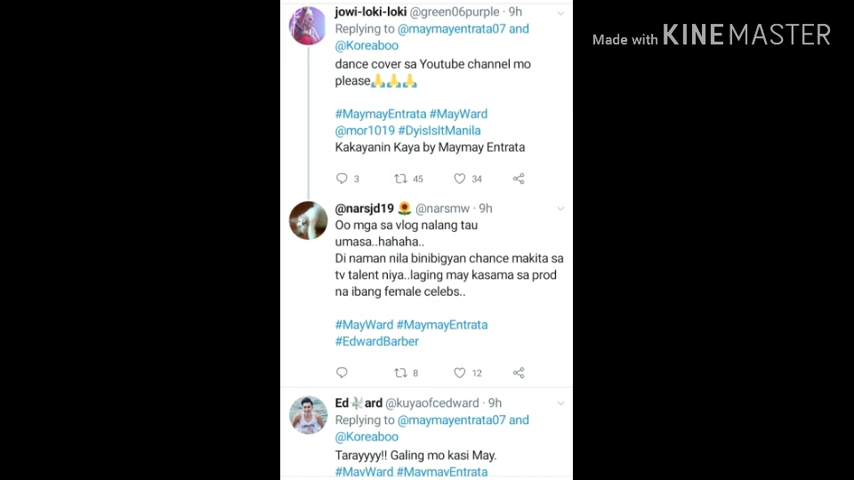 jowi-loki-loki @green06purple · 9h
Replying to @maymayentrata07 and
@Koreaboo
dance cover sa Youtube channel mo
please🙏🙏🙏
#MaymayEntrata #MayWard
@mor1019 #DyisIsItManila
Kakayanin Kaya by Maymay Entrata
3 45 34
@narsjd19 🌻 @narsmw · 9h
Oo mga sa vlog nalang tau
umasa..hahaha..
Di naman nila binibigyan chance makita sa
tv talent niya..laging may kasama sa prod
na ibang female celebs..
#MayWard #MaymayEntrata
#EdwardBarber
8 12
Ed🕊ard @kuyaofcedward · 9h
Replying to @maymayentrata07 and
@Koreaboo
Tarayyyy!! Galing mo kasi May.
#MayWard #MaymayEntrata
Made with KINEMASTER